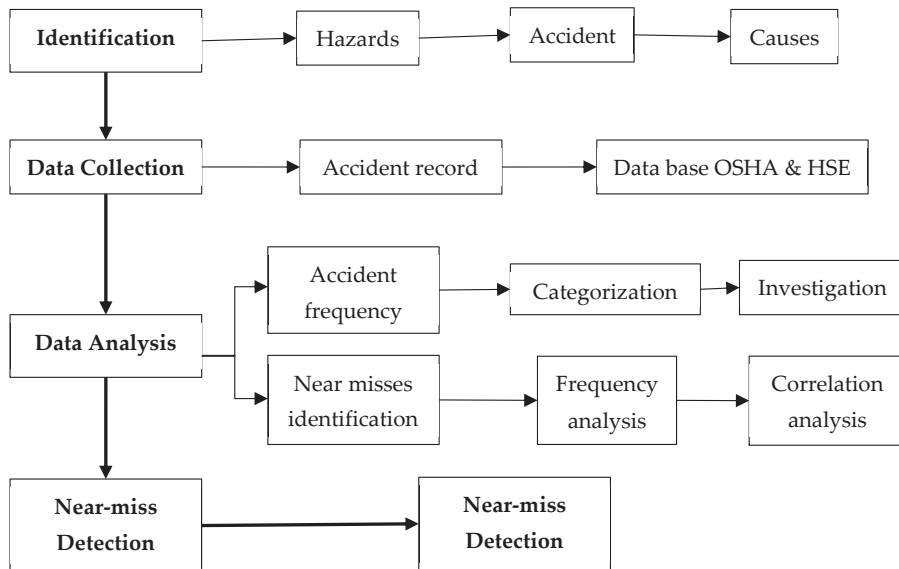 Identification
Hazards
Accident
Causes
Data Collection
Accident record
Data base OSHA & HSE
Accident
frequency
Categorization
Investigation
Data Analysis
Near misses
identification
Frequency
analysis
Correlation
analysis
Near-miss
Detection
Near-miss
Detection